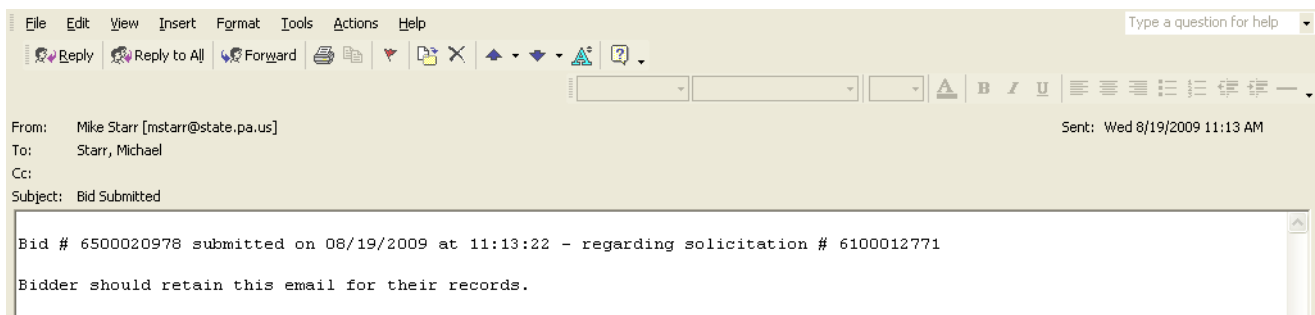 File Edit View Insert Format Tools Actions Help Type a question for help
Reply Reply to All Forward
A B I U
From: Mike Starr [mstarr@state.pa.us] Sent: Wed 8/19/2009 11:13 AM
To: Starr, Michael
Cc:
Subject: Bid Submitted
Bid # 6500020978 submitted on 08/19/2009 at 11:13:22 - regarding solicitation # 6100012771
Bidder should retain this email for their records.